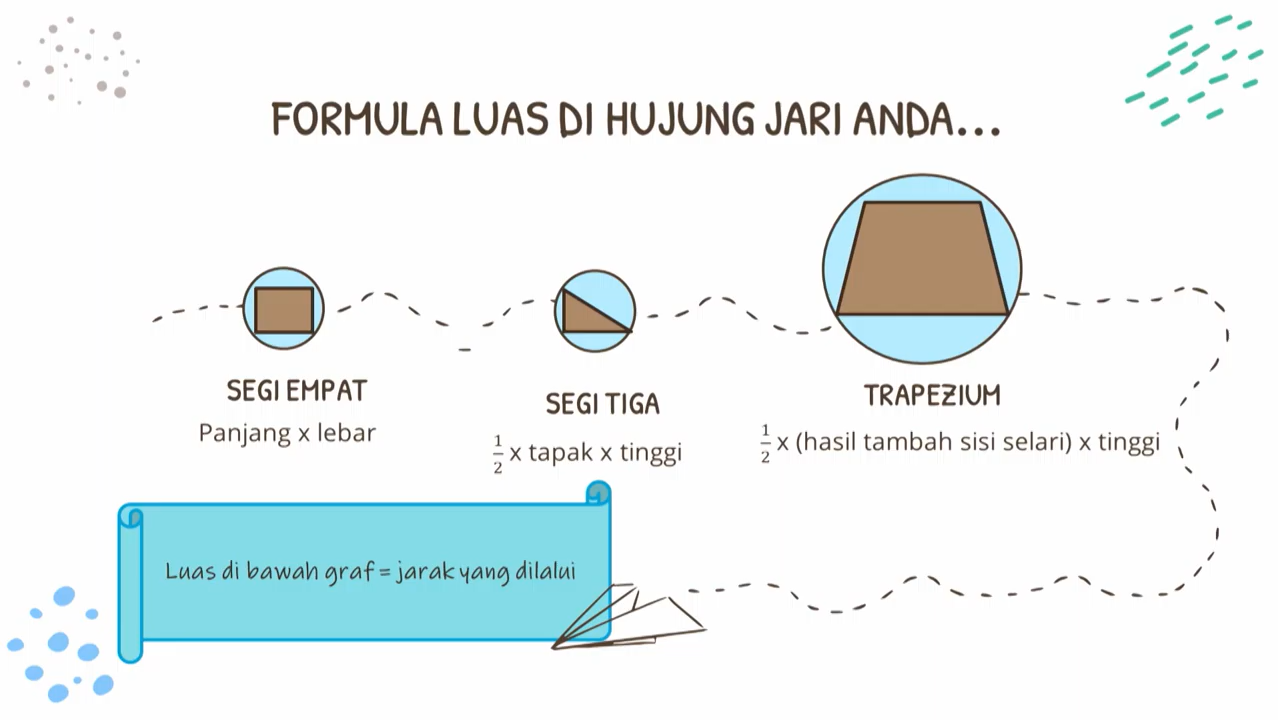 FORMULA LUAS DI HUJUNG JARI ANDA...
SEGI EMPAT
Panjang x lebar
SEGI TIGA
1/2 x tapak x tinggi
TRAPEZIUM
1/2 x (hasil tambah sisi selari) x tinggi
Luas di bawah graf = jarak yang dilalui